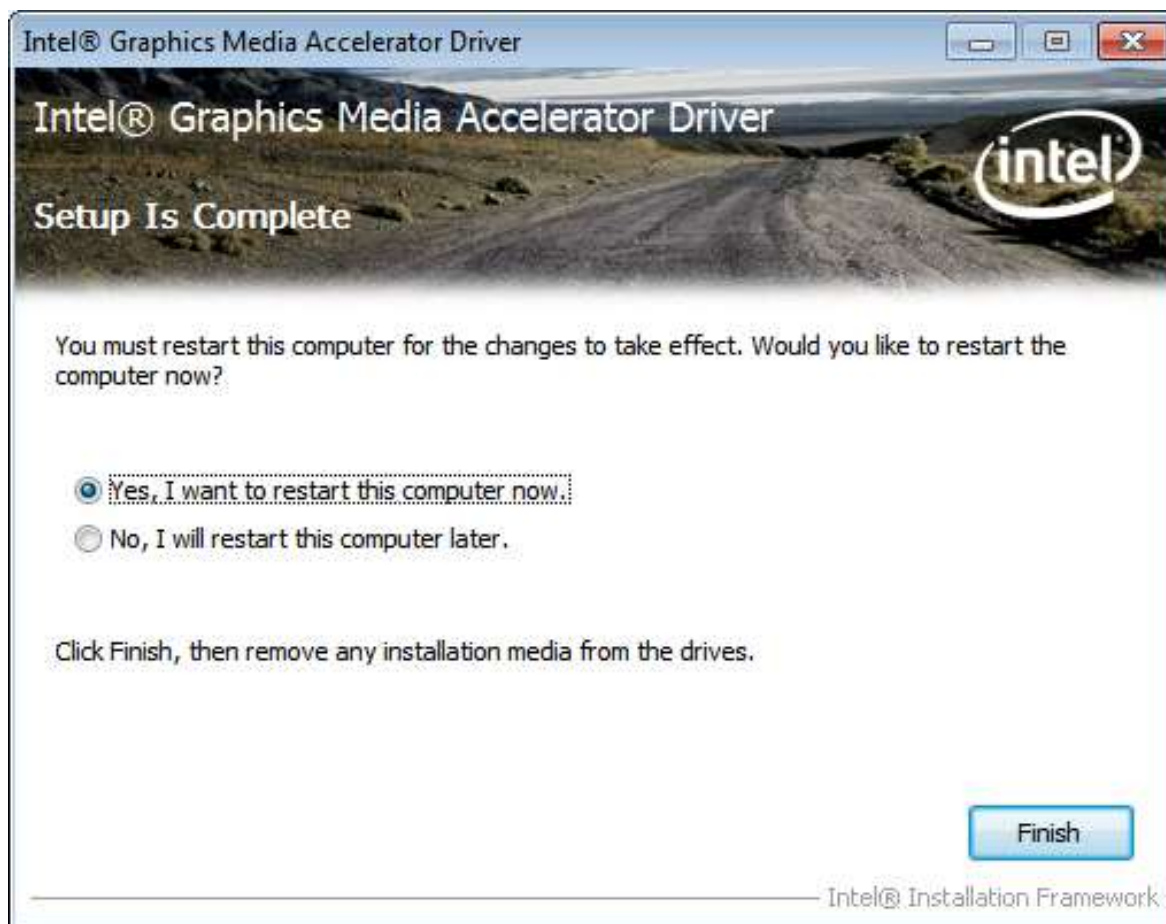 Intel® Graphics Media Accelerator Driver
Intel® Graphics Media Accelerator Driver
intel
Setup Is Complete
You must restart this computer for the changes to take effect. Would you like to restart the
computer now?
Yes, I want to restart this computer now.
No, I will restart this computer later.
Click Finish, then remove any installation media from the drives.
Finish
Intel® Installation Framework